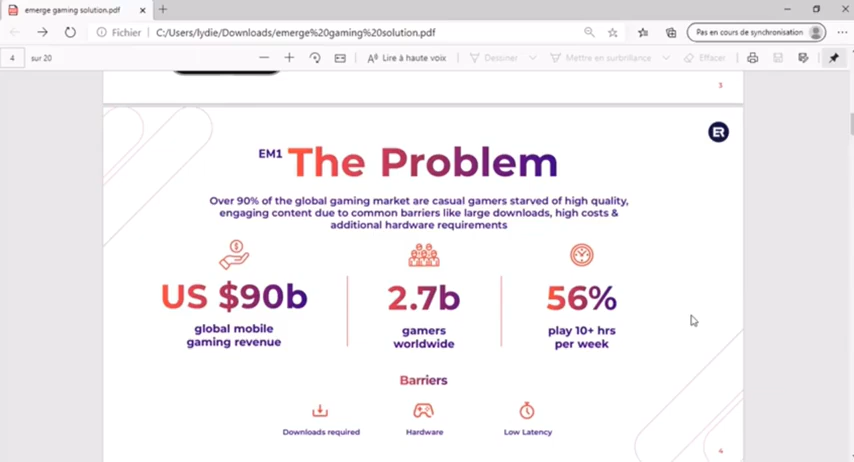 emerge gaming solution.pdf
Fichier
C:/Users/lydie/Downloads/emerge%20gaming%20solution.pdf
Pas en cours de synchronisation
4
sur 20
Lire à haute voix
Dessiner
Mettre en surbrillance
Effacer
3
ER
EM1 The Problem
Over 90% of the global gaming market are casual gamers starved of high quality,
engaging content due to common barriers like large downloads, high costs &
additional hardware requirements
US $90b
global mobile
gaming revenue
2.7b
gamers
worldwide
56%
play 10+ hrs
per week
Barriers
Downloads required
Hardware
Low Latency
4